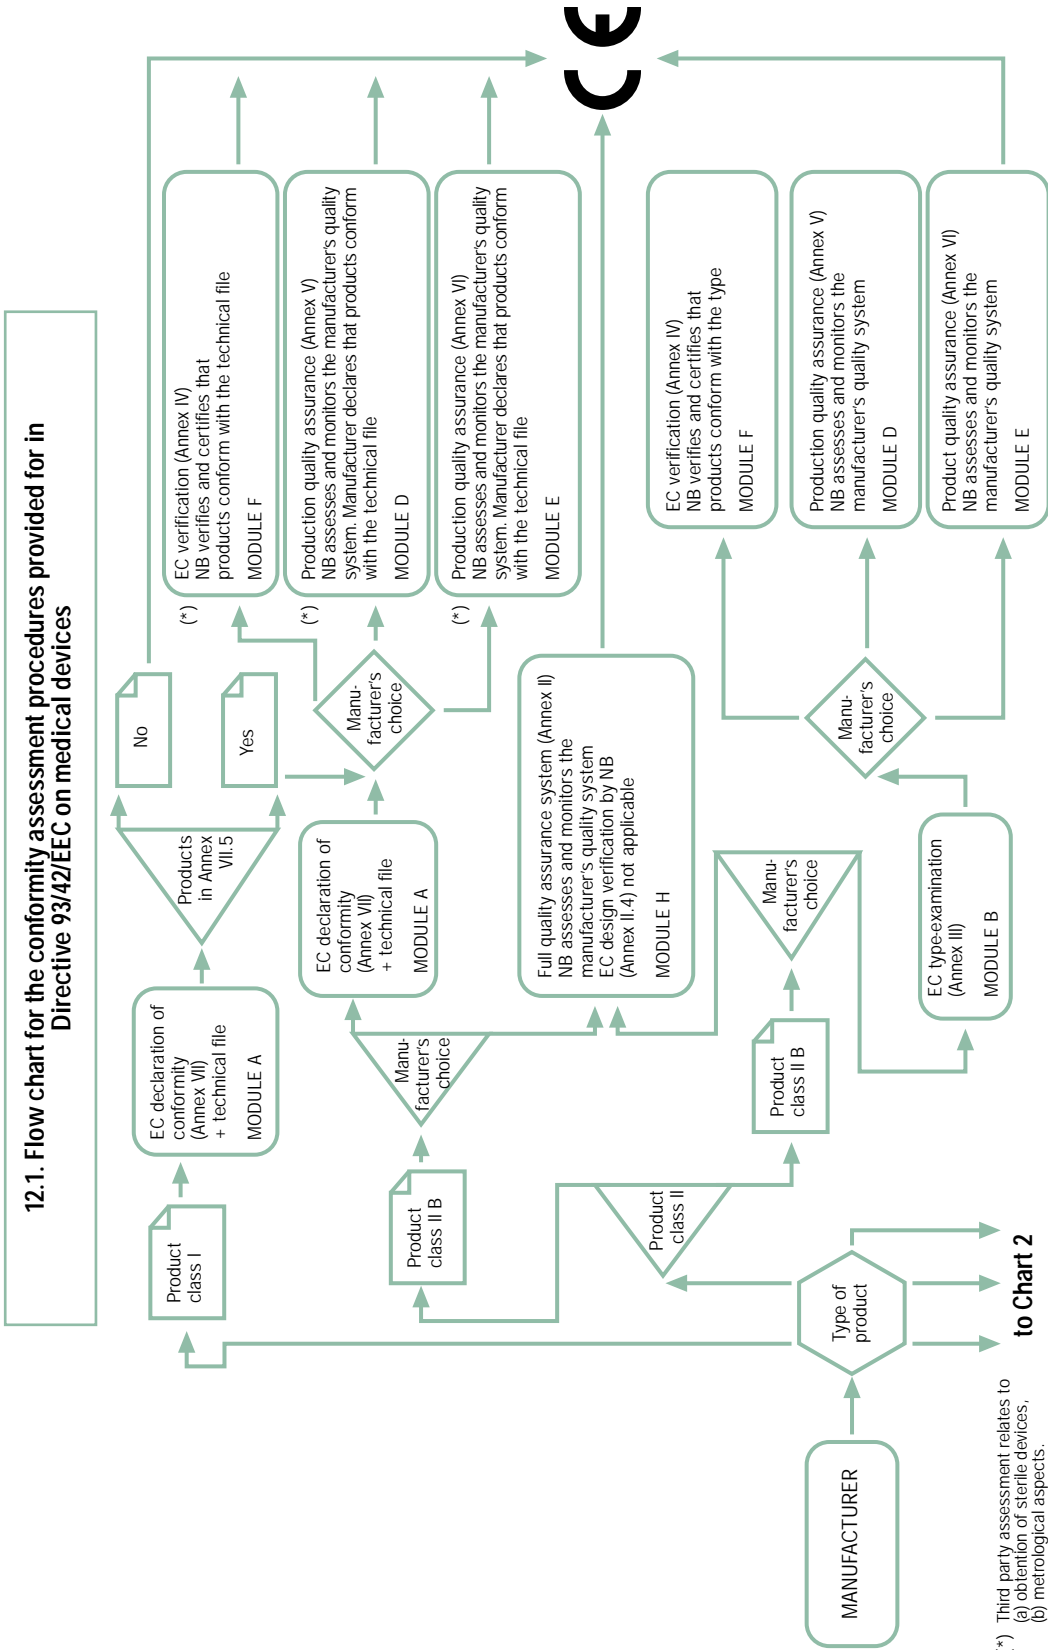 12.1. Flow chart for the conformity assessment procedures provided for in
Directive 93/42/EEC on medical devices
MANUFACTURER
Type of
product
to Chart 2
Product
class I
EC declaration of
conformity
(Annex VII)
+ technical file
MODULE A
Products
in Annex
VII.5
No
Yes
Product
class II
Product
class II B
Manu-
facturer's
choice
EC declaration of
conformity
(Annex VII)
+ technical file
MODULE A
Manu-
facturer's
choice
(*)
EC verification (Annex IV)
NB verifies and certifies that
products conform with the technical file
MODULE F
(*)
Production quality assurance (Annex V)
NB assesses and monitors the manufacturer's quality
system. Manufacturer declares that products conform
with the technical file
MODULE D
(*)
Production quality assurance (Annex VI)
NB assesses and monitors the manufacturer's quality
system. Manufacturer declares that products conform
with the technical file
MODULE E
Full quality assurance system (Annex II)
NB assesses and monitors the
manufacturer's quality system
EC design verification by NB
(Annex II.4) not applicable
MODULE H
Product
class II B
Manu-
facturer's
choice
EC type-examination
(Annex III)
MODULE B
Manu-
facturer's
choice
EC verification (Annex IV)
NB verifies and certifies that
products conform with the type
MODULE F
Production quality assurance (Annex V)
NB assesses and monitors the
manufacturer's quality system
MODULE D
Product quality assurance (Annex VI)
NB assesses and monitors the
manufacturer's quality system
MODULE E
CE
(*) Third party assessment relates to
(a) obtention of sterile devices,
(b) metrological aspects.